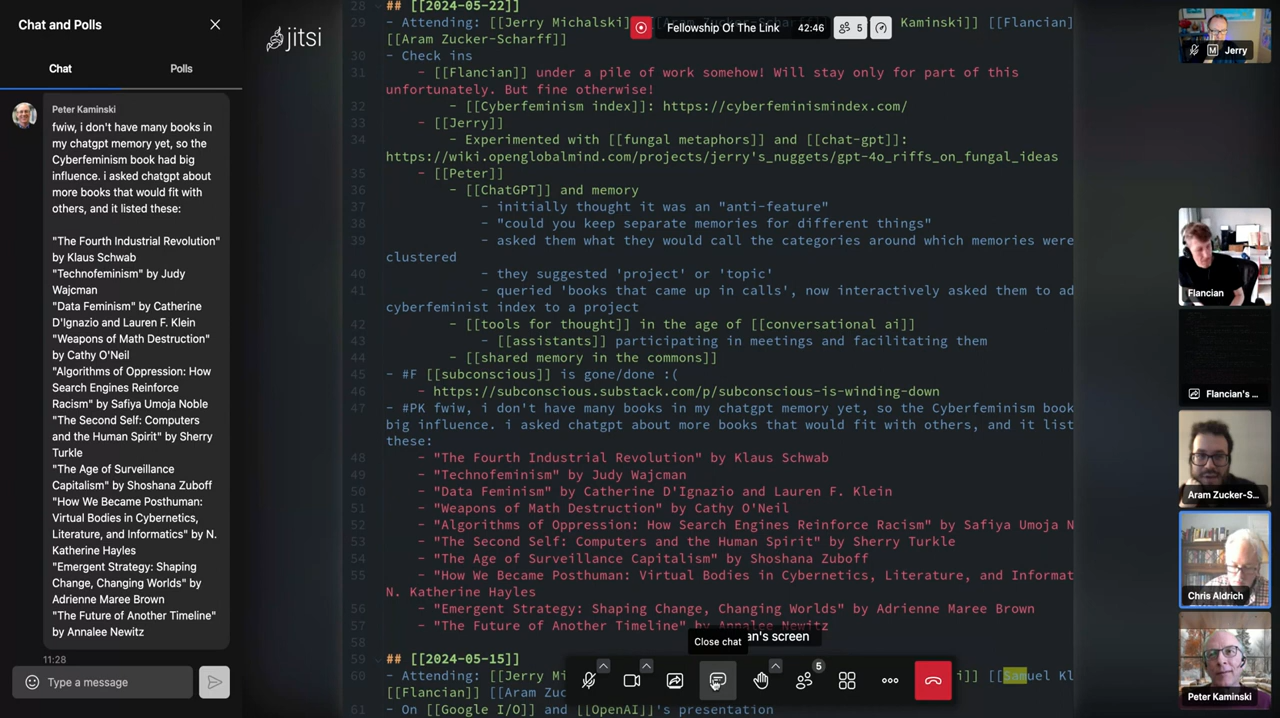 Chat and Polls
Chat
Polls
Peter Kaminski
fwiw, i don't have many books in
my chatgpt memory yet, so the
Cyberfeminism book had big
influence. i asked chatgpt about
more books that would fit with
others, and it listed these:
"The Fourth Industrial Revolution"
by Klaus Schwab
"Technofeminism" by Judy
Wajcman
"Data Feminism" by Catherine
D'Ignazio and Lauren F. Klein
"Weapons of Math Destruction"
by Cathy O'Neil
"Algorithms of Oppression: How
Search Engines Reinforce
Racism" by Safiya Umoja Noble
"The Second Self: Computers
and the Human Spirit" by Sherry
Turkle
"The Age of Surveillance
Capitalism" by Shoshana Zuboff
"How We Became Posthuman:
Virtual Bodies in Cybernetics,
Literature, and Informatics" by N.
Katherine Hayles
"Emergent Strategy: Shaping
Change, Changing Worlds" by
Adrienne Maree Brown
"The Future of Another Timeline"
by Annalee Newitz
11:28
Type a message
jitsi
Fellowship Of The Link 42:46 5
28 ## [[2024-05-22]]
29 - Attending: [[Jerry Michalski] Kaminski]] [[Flancian]]
[[Aram Zucker-Scharff]]
30 - Check ins
31 - [[Flancian]] under a pile of work somehow! Will stay only for part of this
unfortunately. But fine otherwise!
32 - [[Cyberfeminism index]]: https://cyberfeminismindex.com/
33 - [[Jerry]]
34 - Experimented with [[fungal metaphors]] and [[chat-gpt]]:
https://wiki.openglobalmind.com/projects/jerry's_nuggets/gpt-4o_riffs_on_fungal_ideas
35 - [[Peter]]
36 - [[ChatGPT]] and memory
37 - initially thought it was an "anti-feature"
38 - "could you keep separate memories for different things"
39 - asked them what they would call the categories around which memories were
clustered
40 - they suggested 'project' or 'topic'
41 - queried 'books that came up in calls', now interactively asked them to ad
cyberfeminist index to a project
42 - [[tools for thought]] in the age of [[conversational ai]]
43 - [[assistants]] participating in meetings and facilitating them
44 - [[shared memory in the commons]]
45 - #F [[subconscious]] is gone/done :(
46 - https://subconscious.substack.com/p/subconscious-is-winding-down
47 - #PK fwiw, i don't have many books in my chatgpt memory yet, so the Cyberfeminism book
big influence. i asked chatgpt about more books that would fit with others, and it list
these:
48 - "The Fourth Industrial Revolution" by Klaus Schwab
49 - "Technofeminism" by Judy Wajcman
50 - "Data Feminism" by Catherine D'Ignazio and Lauren F. Klein
51 - "Weapons of Math Destruction" by Cathy O'Neil
52 - "Algorithms of Oppression: How Search Engines Reinforce Racism" by Safiya Umoja N
53 - "The Second Self: Computers and the Human Spirit" by Sherry Turkle
54 - "The Age of Surveillance Capitalism" by Shoshana Zuboff
55 - "How We Became Posthuman: Virtual Bodies in Cybernetics, Literature, and Informat
N. Katherine Hayles
56 - "Emergent Strategy: Shaping Change, Changing Worlds" by Adrienne Maree Brown
57 - "The Future of Another Timeline" by Annalee Newitz
58
Close chat
an's screen
59 ## [[2024-05-15]]
60 - Attending: [[Jerry Mich i]] [[Samuel Kl
[[Flancian]] [[Aram Zuc
61 - On [[Google I/O]] and [[OpenAI]]'s presentation
5
M Jerry
Flancian
Flancian's ...
Aram Zucker-S...
Chris Aldrich
Peter Kaminski